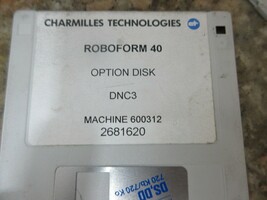 CHARMILLES TECHNOLOGIES
ROBOFORM 40
OPTION DISK
DNC3
MACHINE 600312
2681620
DS,DD
720 Kb/720 Ko